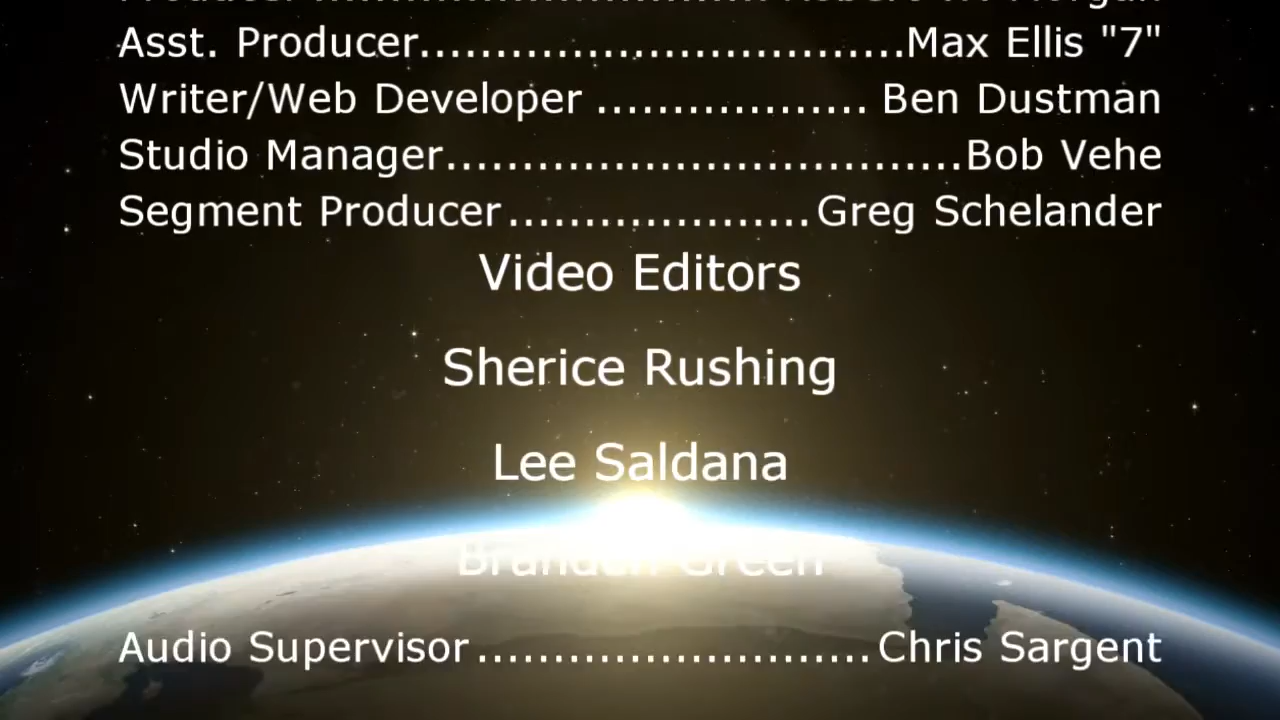 Asst. Producer................................Max Ellis "7"
Writer/Web Developer .................. Ben Dustman
Studio Manager..................................Bob Vehe
Segment Producer....................Greg Schelander
Video Editors
Sherice Rushing
Lee Saldana
Green
Audio Supervisor..........................Chris Sargent